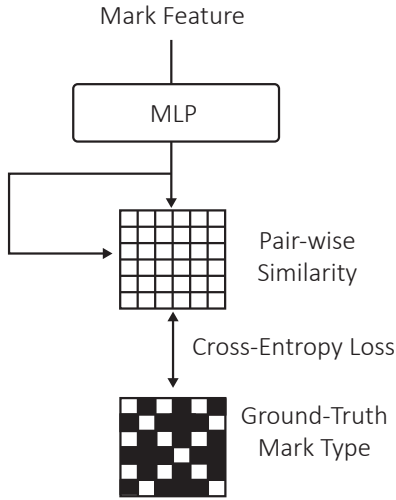 Mark Feature
MLP
Pair-wise
Similarity
Cross-Entropy Loss
Ground-Truth
Mark Type